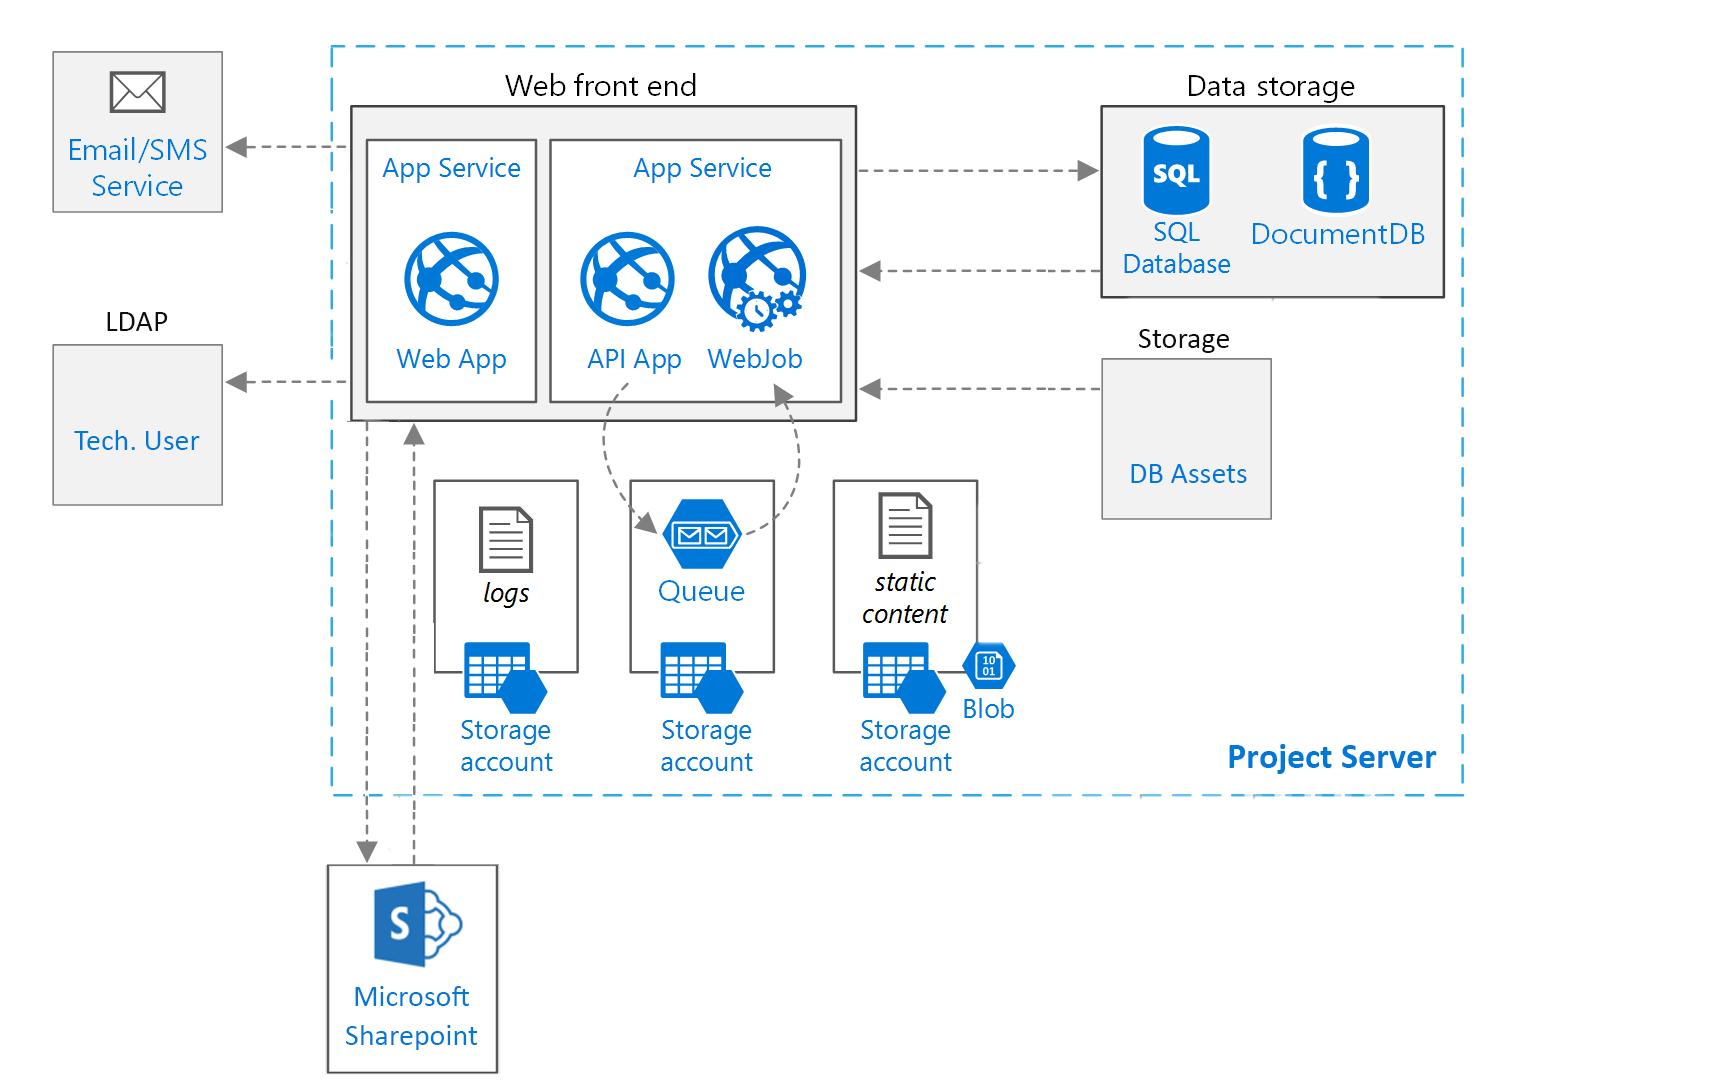 Web front end
Data storage
Email/SMS
Service
App Service
App Service
SQL
{ }
SQL
Database
DocumentDB
Web App
API App
WebJob
LDAP
Tech. User
Storage
DB Assets
logs
Queue
static
content
10
01
Blob
Storage
account
Storage
account
Storage
account
Project Server
S
Microsoft
Sharepoint